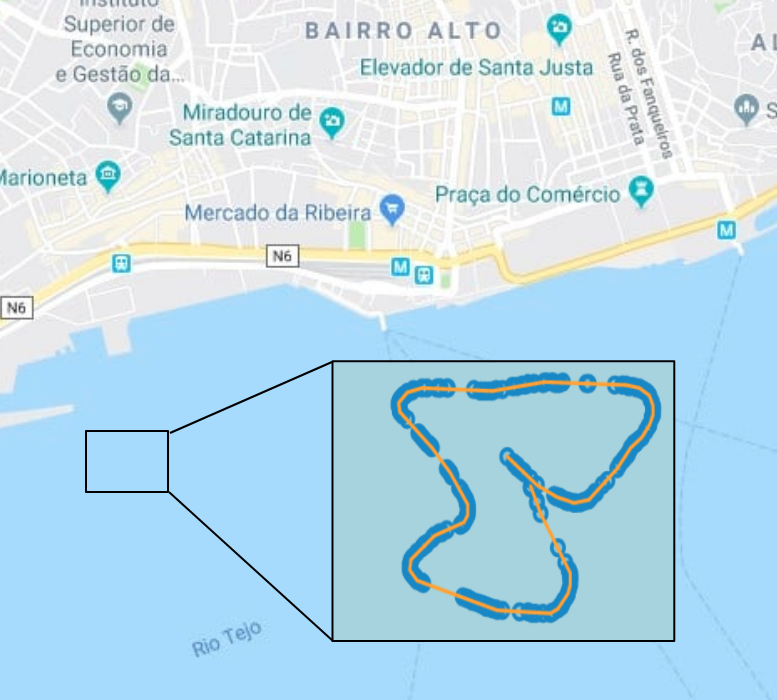 Instituto
Superior de
Economia
e Gestão da...
BAIRRO ALTO
Elevador de Santa Justa
R. dos Fanqueiros
Rua da Prata
AL
M
S
Miradouro de
Santa Catarina
Marioneta
Praça do Comércio
Mercado da Ribeira
M
N6
M
N6
Rio Tejo